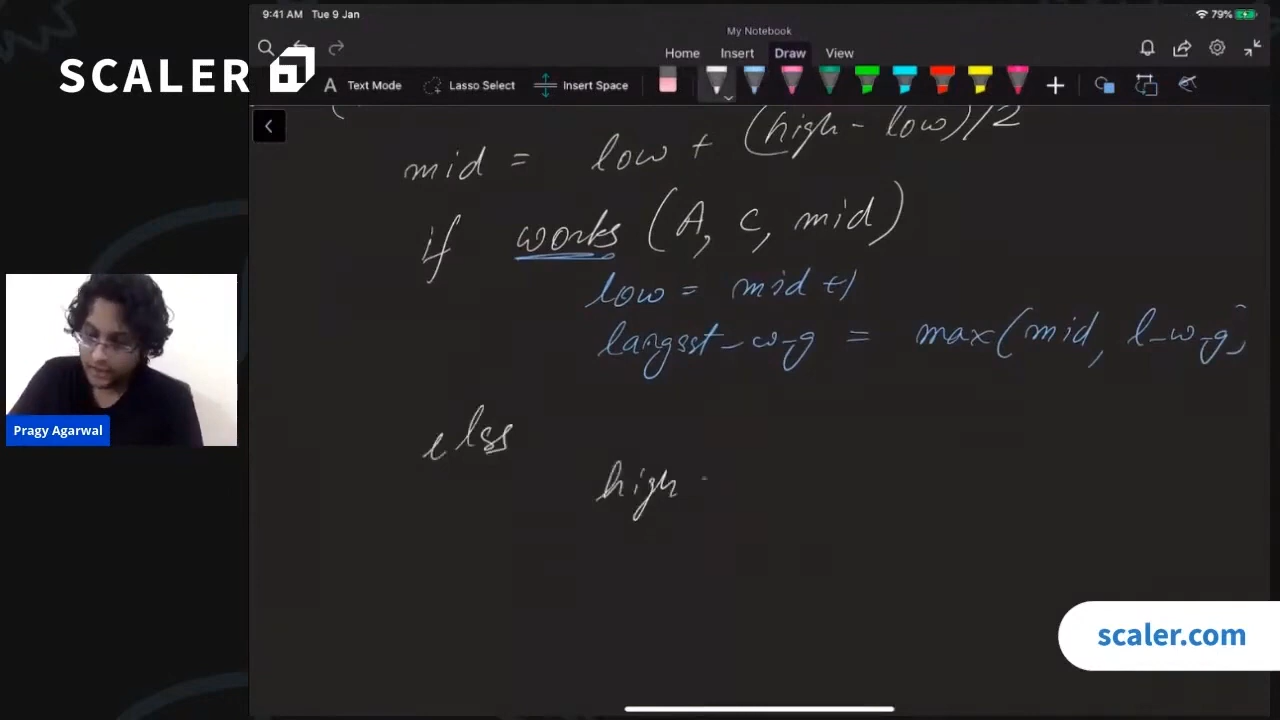 9:41 AM Tue 9 Jan
79%
My Notebook
Home Insert Draw View
SCALER
A Text Mode Lasso Select Insert Space
mid = low + (high - low)/2
if works (A, C, mid)
low = mid +1
largsst-w-g = max(mid, l-w-g)
elss
high
Pragy Agarwal
scaler.com